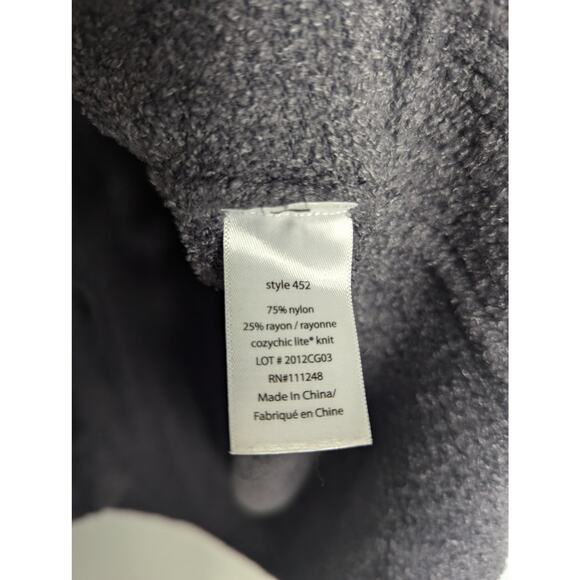 style 452
75% nylon
25% rayon / rayonne
cozychic lite® knit
LOT # 2012CG03
RN#111248
Made In China/
Fabriqué en Chine